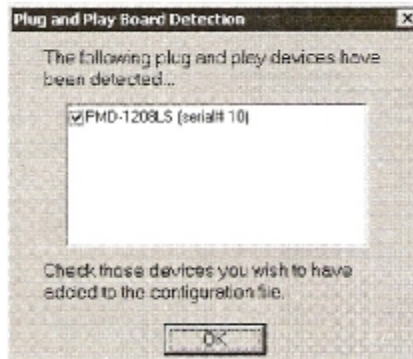 Plug and Play Board Detection
The following plug and play devices have
been detected...
PMD-1208LS (serial# 10)
Check those devices you wish to have
added to the configuration file.
OK